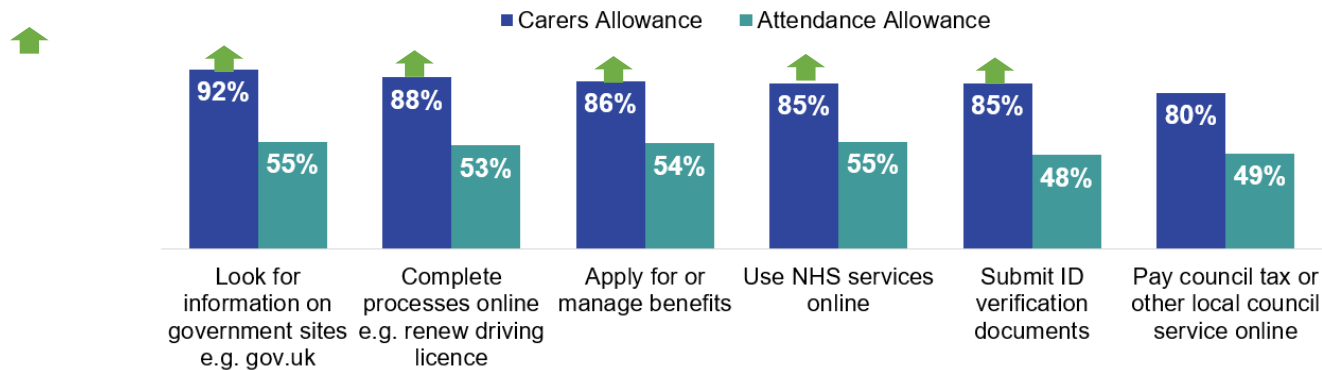 Carers Allowance Attendance Allowance
92%
55%
88%
53%
86%
54%
85%
55%
85%
48%
80%
49%
Look for
information on
government sites
e.g. gov.uk
Complete
processes online
e.g. renew driving
licence
Apply for or
manage benefits
Use NHS services
online
Submit ID
verification
documents
Pay council tax or
other local council
service online